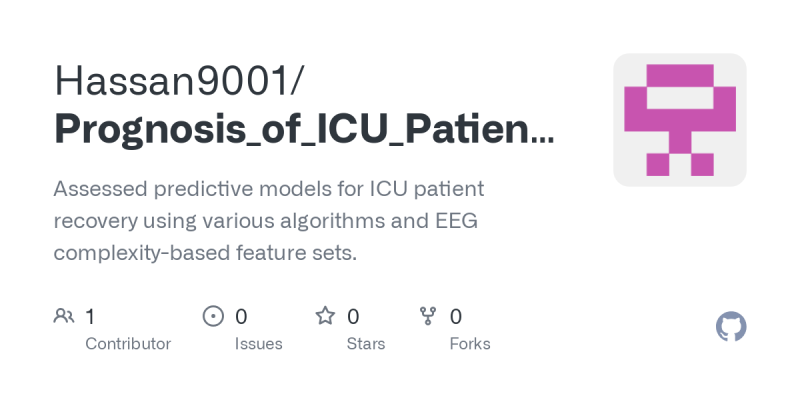 Hassan9001/
Prognosis_of_ICU_Patien...
Assessed predictive models for ICU patient
recovery using various algorithms and EEG
complexity-based feature sets.
1 0 0 0
Contributor Issues Stars Forks